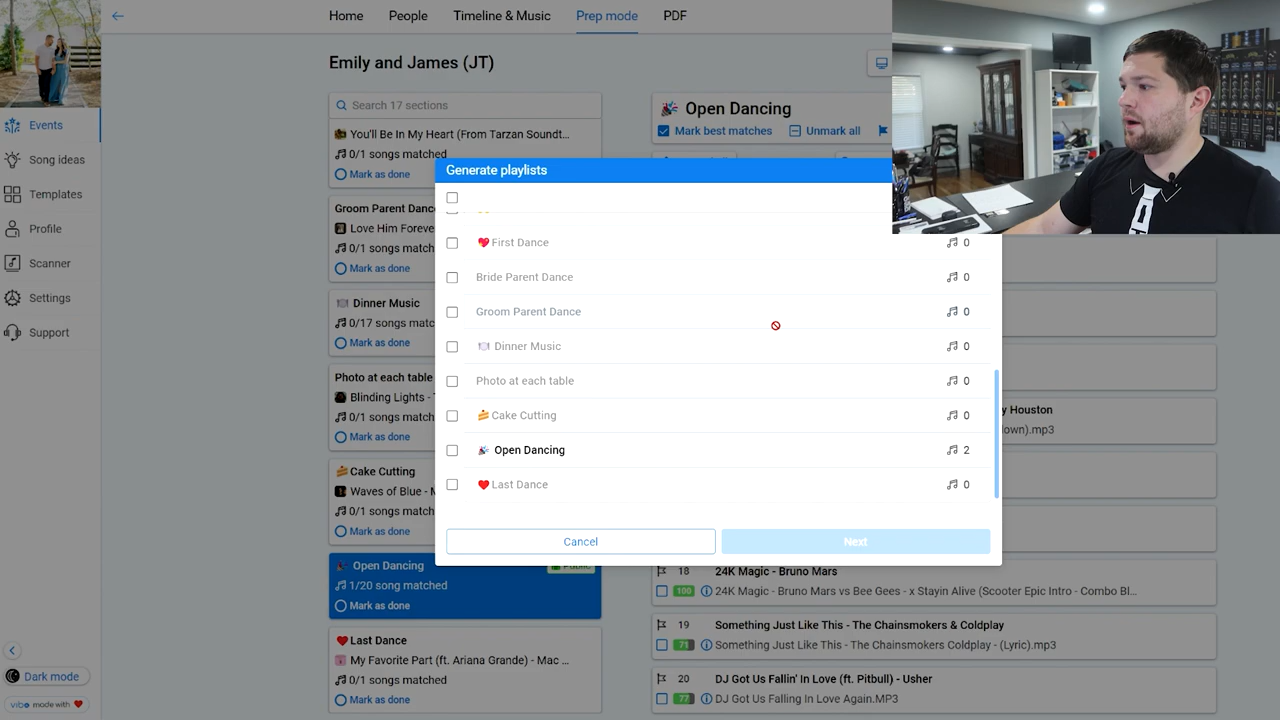 Home People Timeline & Music Prep mode PDF
Emily and James (JT)
Events
Song ideas
Templates
Profile
Scanner
Settings
Support
Dark mode
vibo made with
Search 17 sections
You'll Be In My Heart (From Tarzan Soundt...
0/1 songs matched
Mark as done
Groom Parent Danc
Love Him Foreve
0/1 songs matc
Mark as done
Dinner Music
0/17 songs matc
Mark as done
Photo at each table
Blinding Lights -
0/1 songs matc
Mark as done
Cake Cutting
Waves of Blue - M
0/1 songs matc
Mark as done
Open Dancing
Public
1/20 songs matched
Mark as done
Last Dance
My Favorite Part (ft. Ariana Grande) - Mac ...
0/1 songs matched
Mark as done
Open Dancing
Mark best matches Unmark all
Generate playlists
First Dance 0
Bride Parent Dance 0
Groom Parent Dance 0
Dinner Music 0
Photo at each table 0
Cake Cutting 0
Open Dancing 2
Last Dance 0
Cancel Next
y Houston
own).mp3
18 24K Magic - Bruno Mars
100 24K Magic - Bruno Mars vs Bee Gees - x Stayin Alive (Scooter Epic Intro - Combo Bl...
19 Something Just Like This - The Chainsmokers & Coldplay
71 Something Just Like This - The Chainsmokers Coldplay - (Lyric).mp3
20 DJ Got Us Fallin' In Love (ft. Pitbull) - Usher
77 DJ Got Us Falling In Love Again.MP3